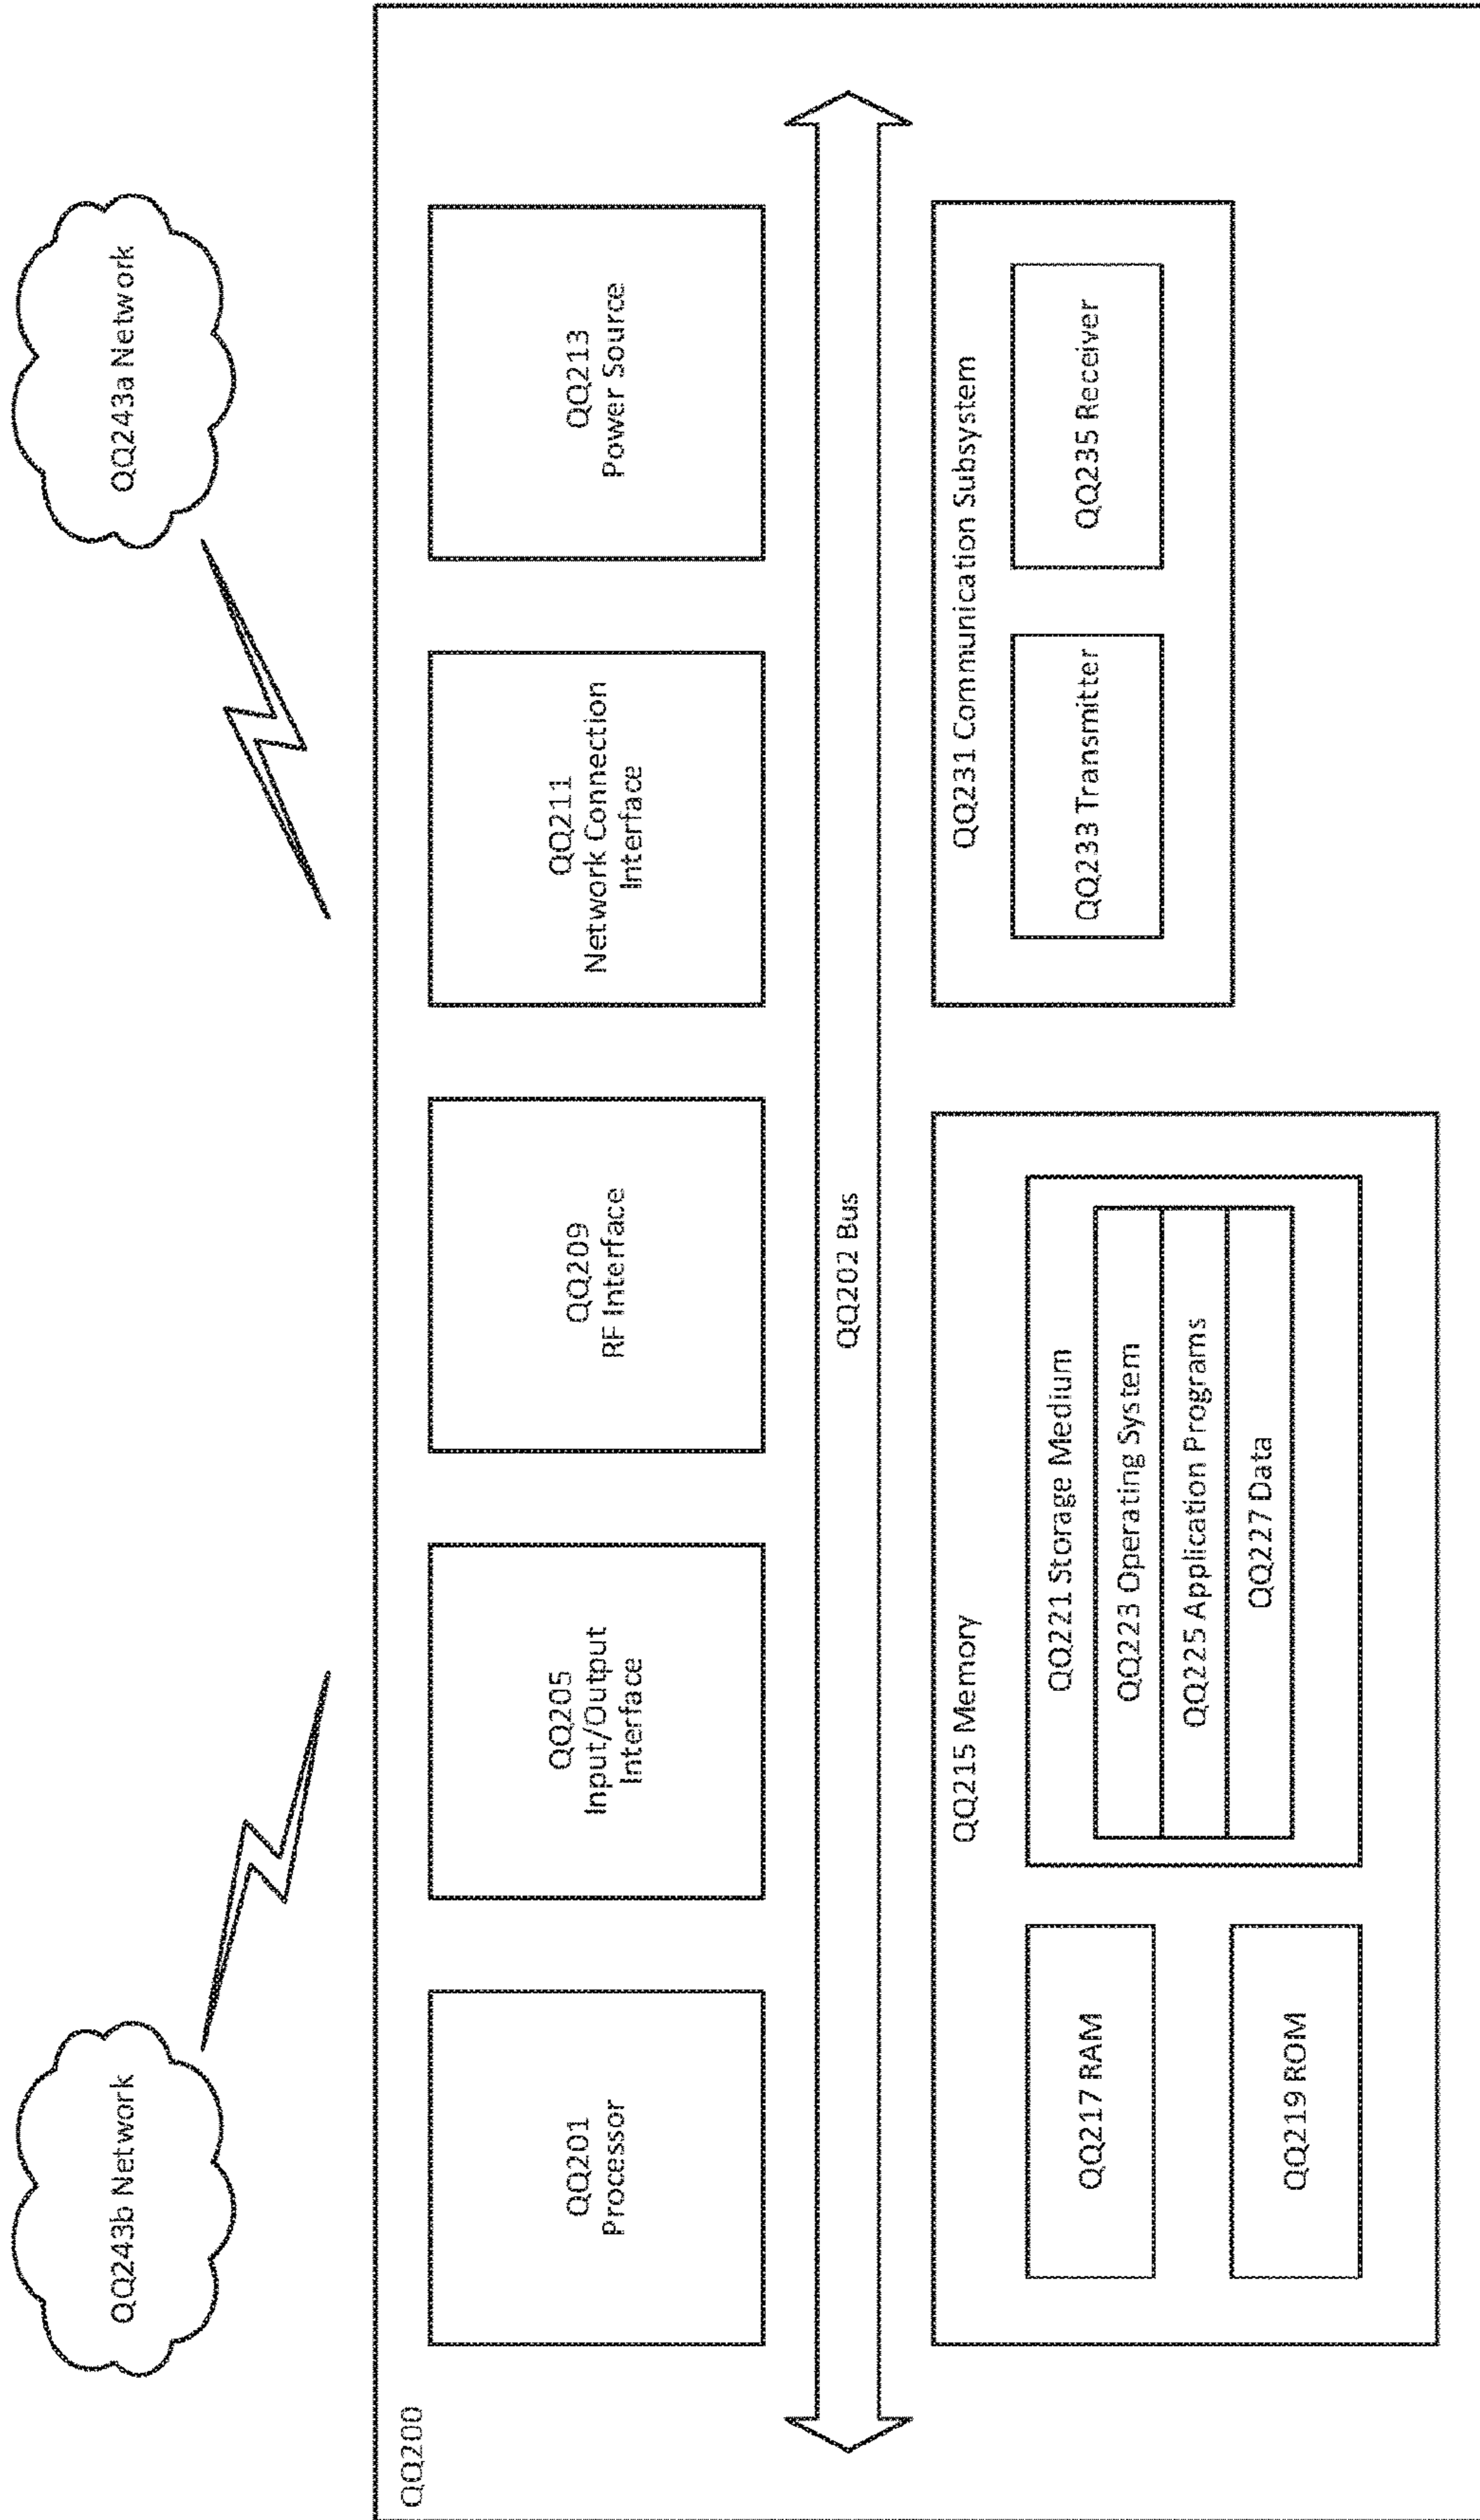 QQ243b Network
QQ243a Network
QQ200
QQ201
Processor
QQ205
Input/Output
Interface
QQ209
RF Interface
QQ211
Network Connection
Interface
QQ213
Power Source
QQ202 Bus
QQ215 Memory
QQ217 RAM
QQ219 ROM
QQ221 Storage Medium
QQ223 Operating System
QQ225 Application Programs
QQ227 Data
QQ231 Communication Subsystem
QQ233 Transmitter
QQ235 Receiver